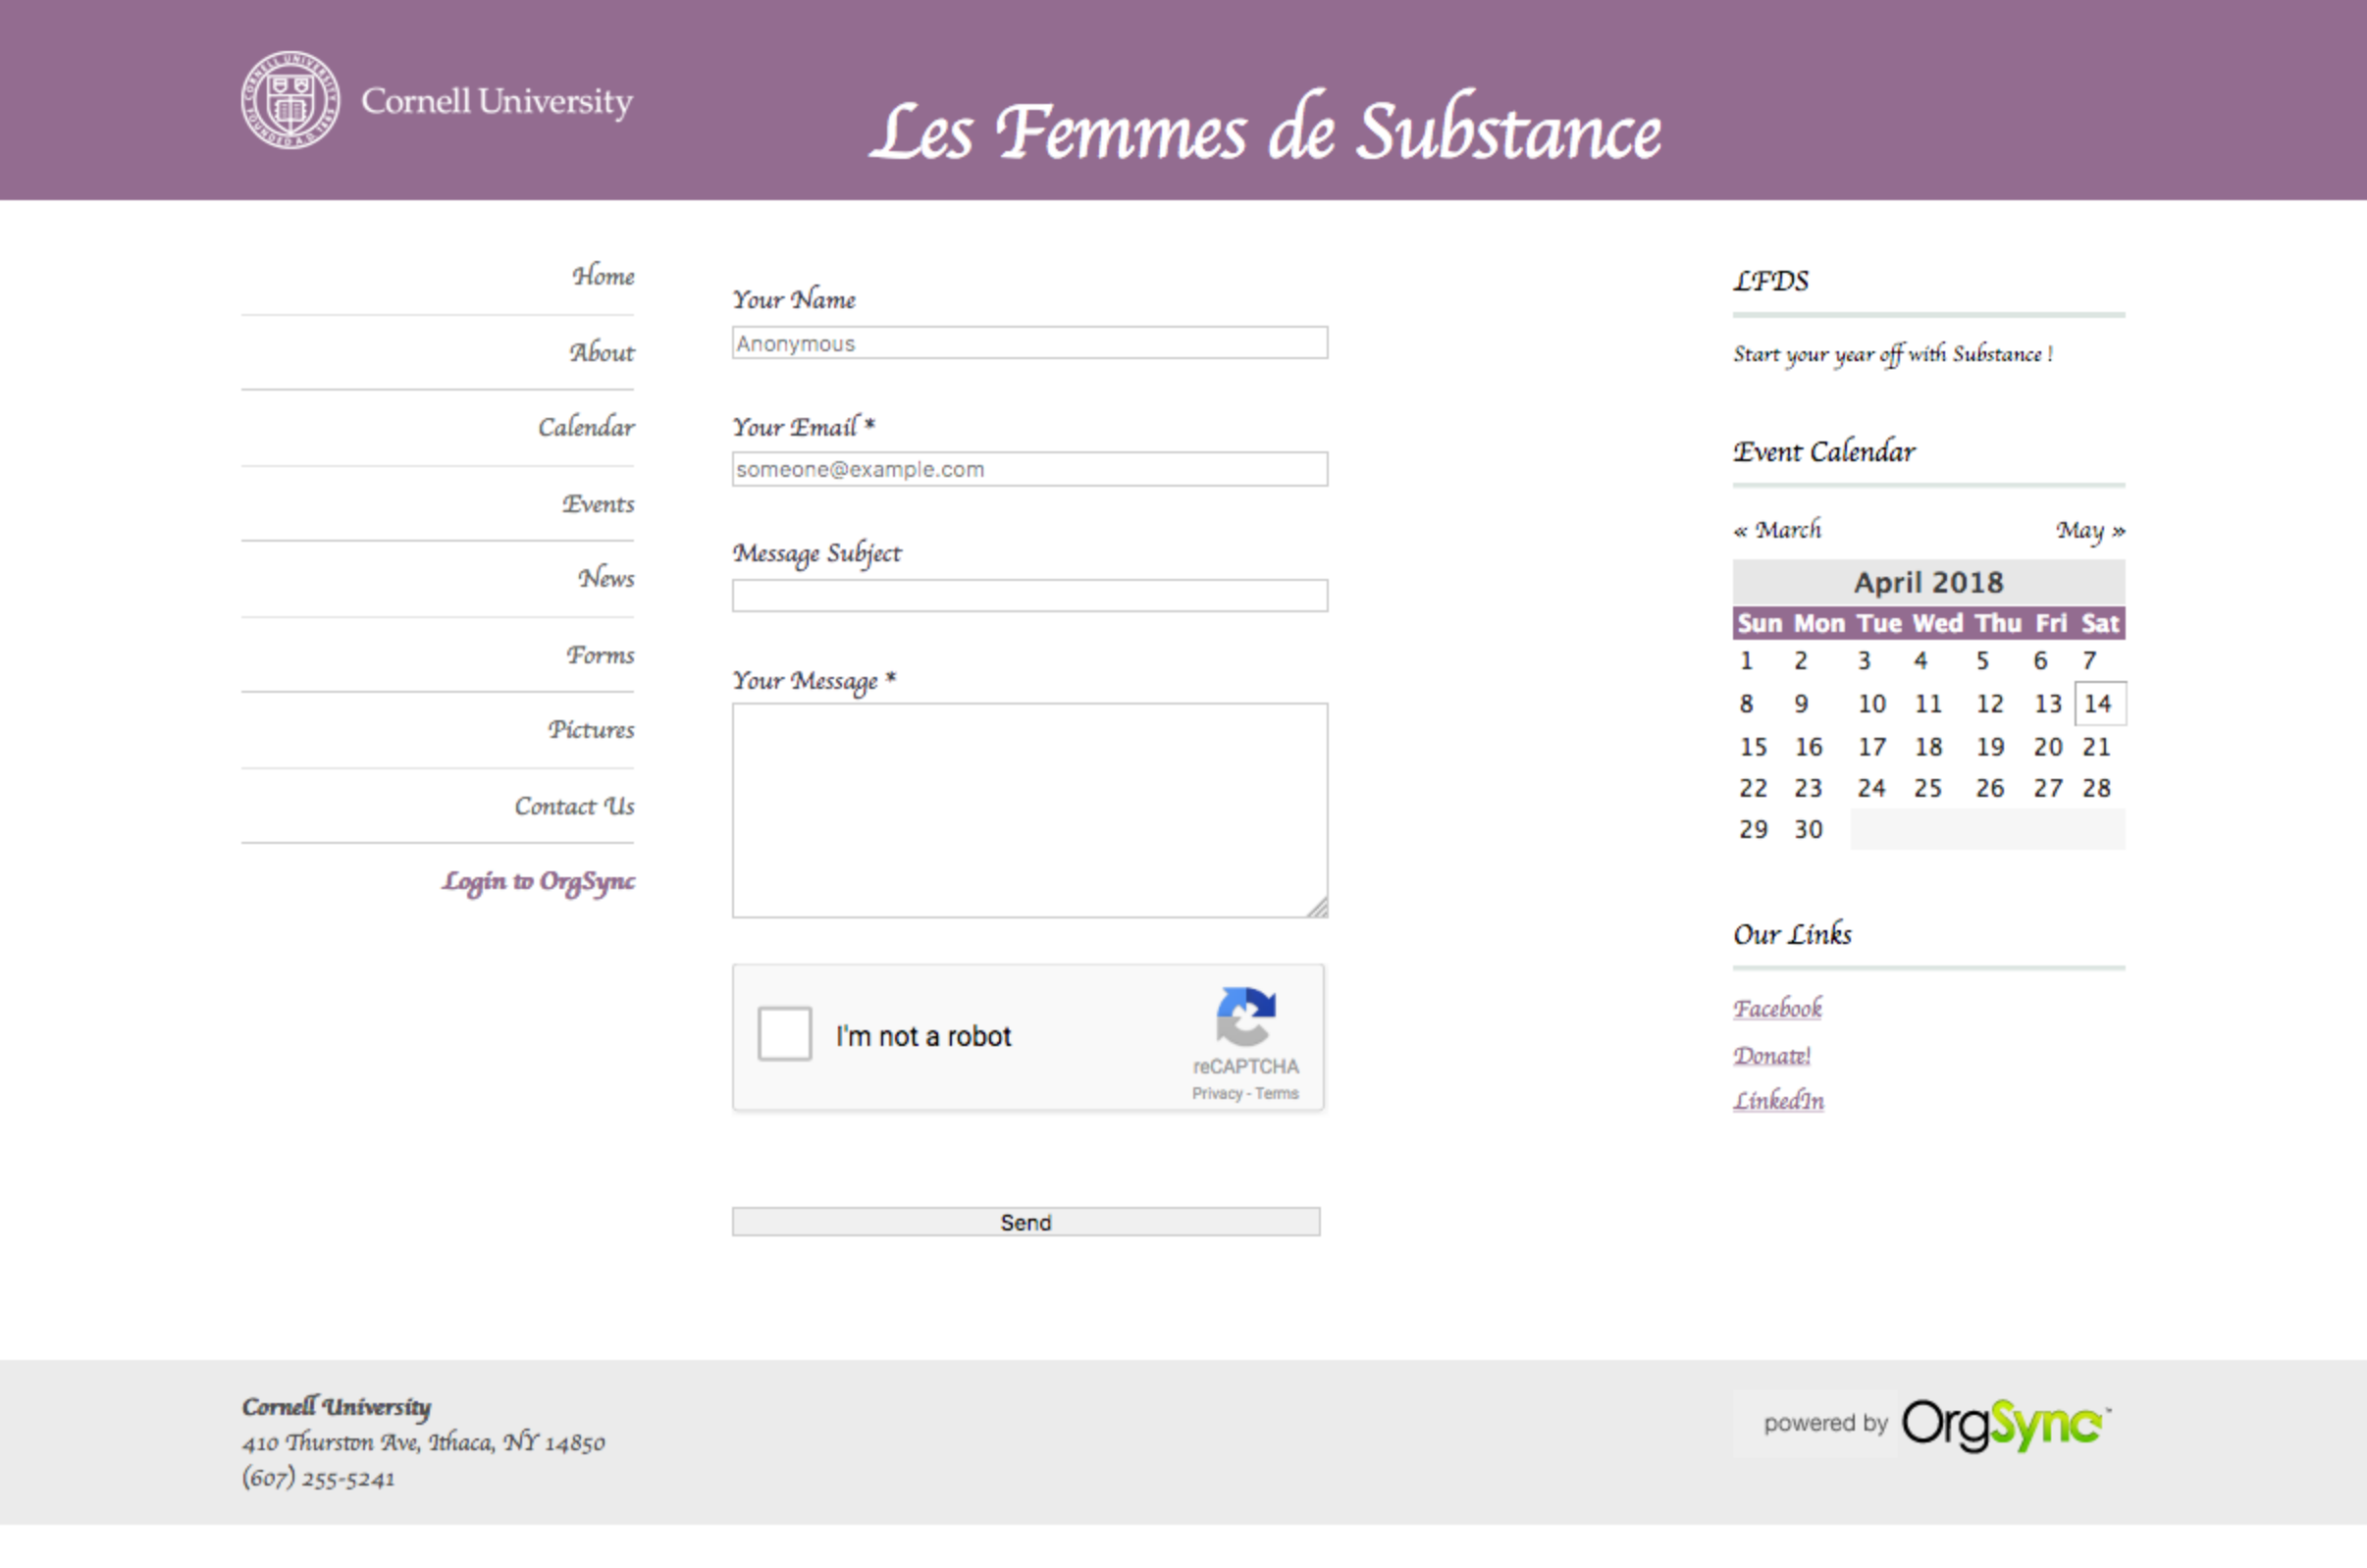 CORNELL UNIVERSITY FOUNDED A.D. 1865
Cornell University
Les Femmes de Substance
Home
About
Calendar
Events
News
Forms
Pictures
Contact Us
Login to OrgSync
Your Name
Anonymous
Your Email *
someone@example.com
Message Subject
Your Message *
I'm not a robot
reCAPTCHA
Privacy - Terms
Send
LFDS
Start your year off with Substance !
Event Calendar
« March May »
April 2018
Sun Mon Tue Wed Thu Fri Sat
1 2 3 4 5 6 7
8 9 10 11 12 13 14
15 16 17 18 19 20 21
22 23 24 25 26 27 28
29 30
Our Links
Facebook
Donate!
LinkedIn
Cornell University
410 Thurston Ave, Ithaca, NY 14850
(607) 255-5241
powered by OrgSync™